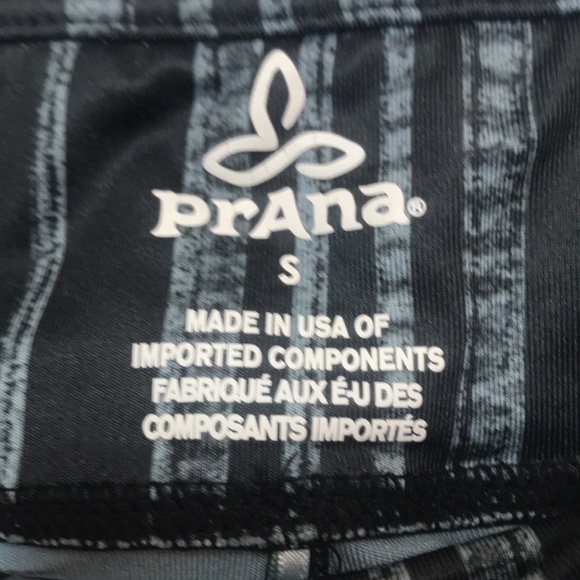 prAna®
S
MADE IN USA OF
IMPORTED COMPONENTS
FABRIQUÉ AUX É-U DES
COMPOSANTS IMPORTÉS